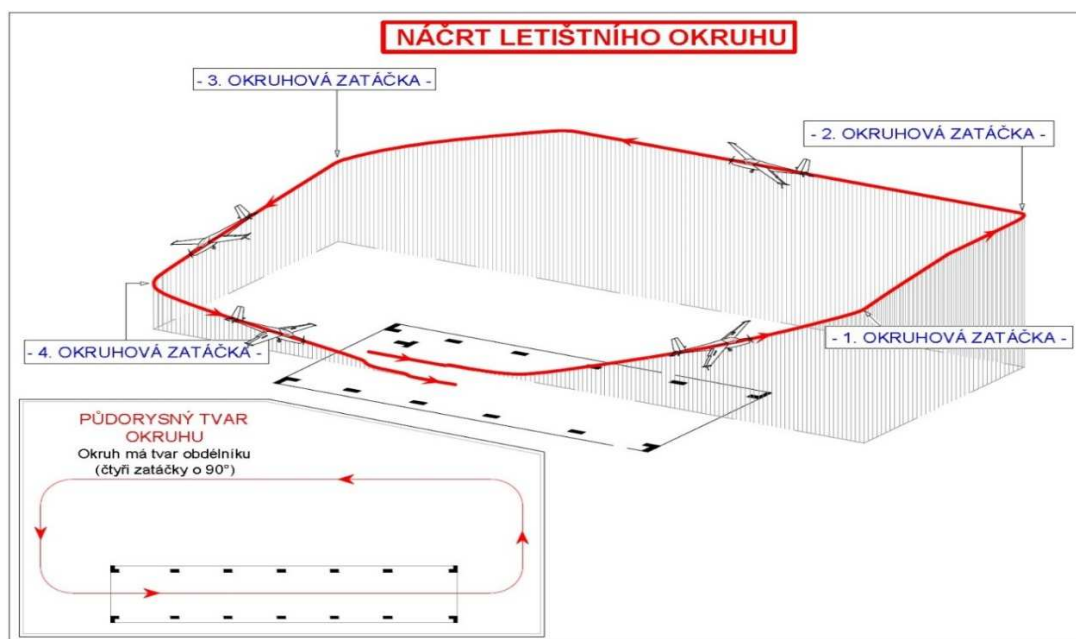 NÁČRT LETIŠTNÍHO OKRUHU
- 3. OKRUHOVÁ ZATÁČKA -
- 2. OKRUHOVÁ ZATÁČKA -
- 4. OKRUHOVÁ ZATÁČKA -
- 1. OKRUHOVÁ ZATÁČKA -
PŮDORYSNÝ TVAR
OKRUHU
Okruh má tvar obdélníku
(čtyři zatáčky o 90°)